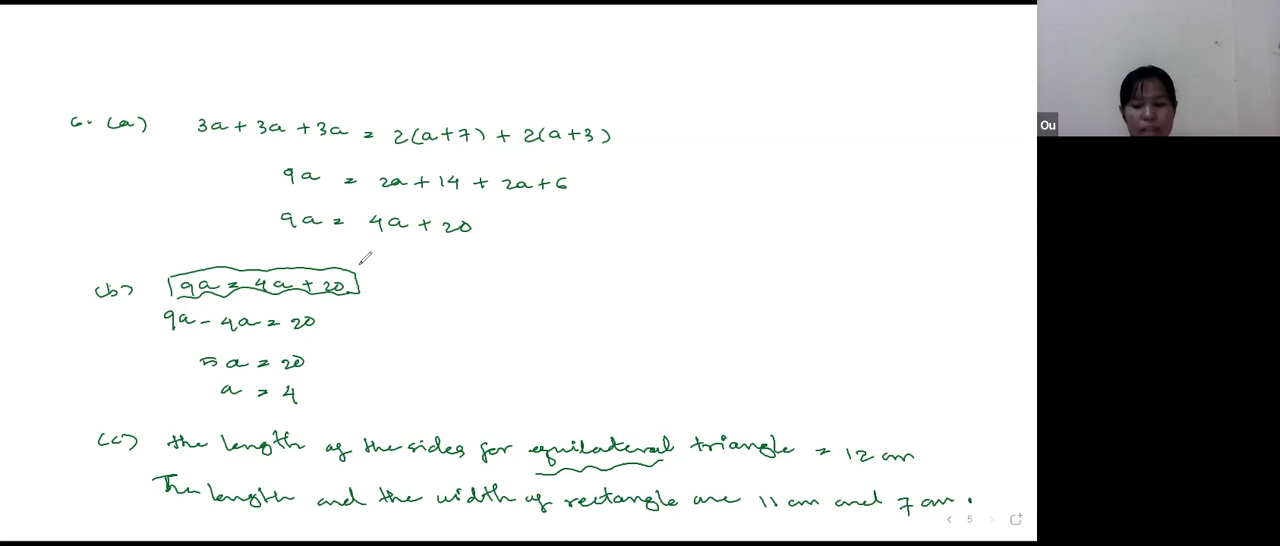 6. (a) 3a + 3a + 3a = 2(a+7) + 2(a+3)
9a = 2a + 14 + 2a + 6
9a = 4a + 20
(b) 9a = 4a + 20
9a - 4a = 20
5a = 20
a = 4
(c) the length of the sides for equilateral triangle = 12 cm
The length and the width of rectangle are 11 cm and 7 cm.
Ou
5